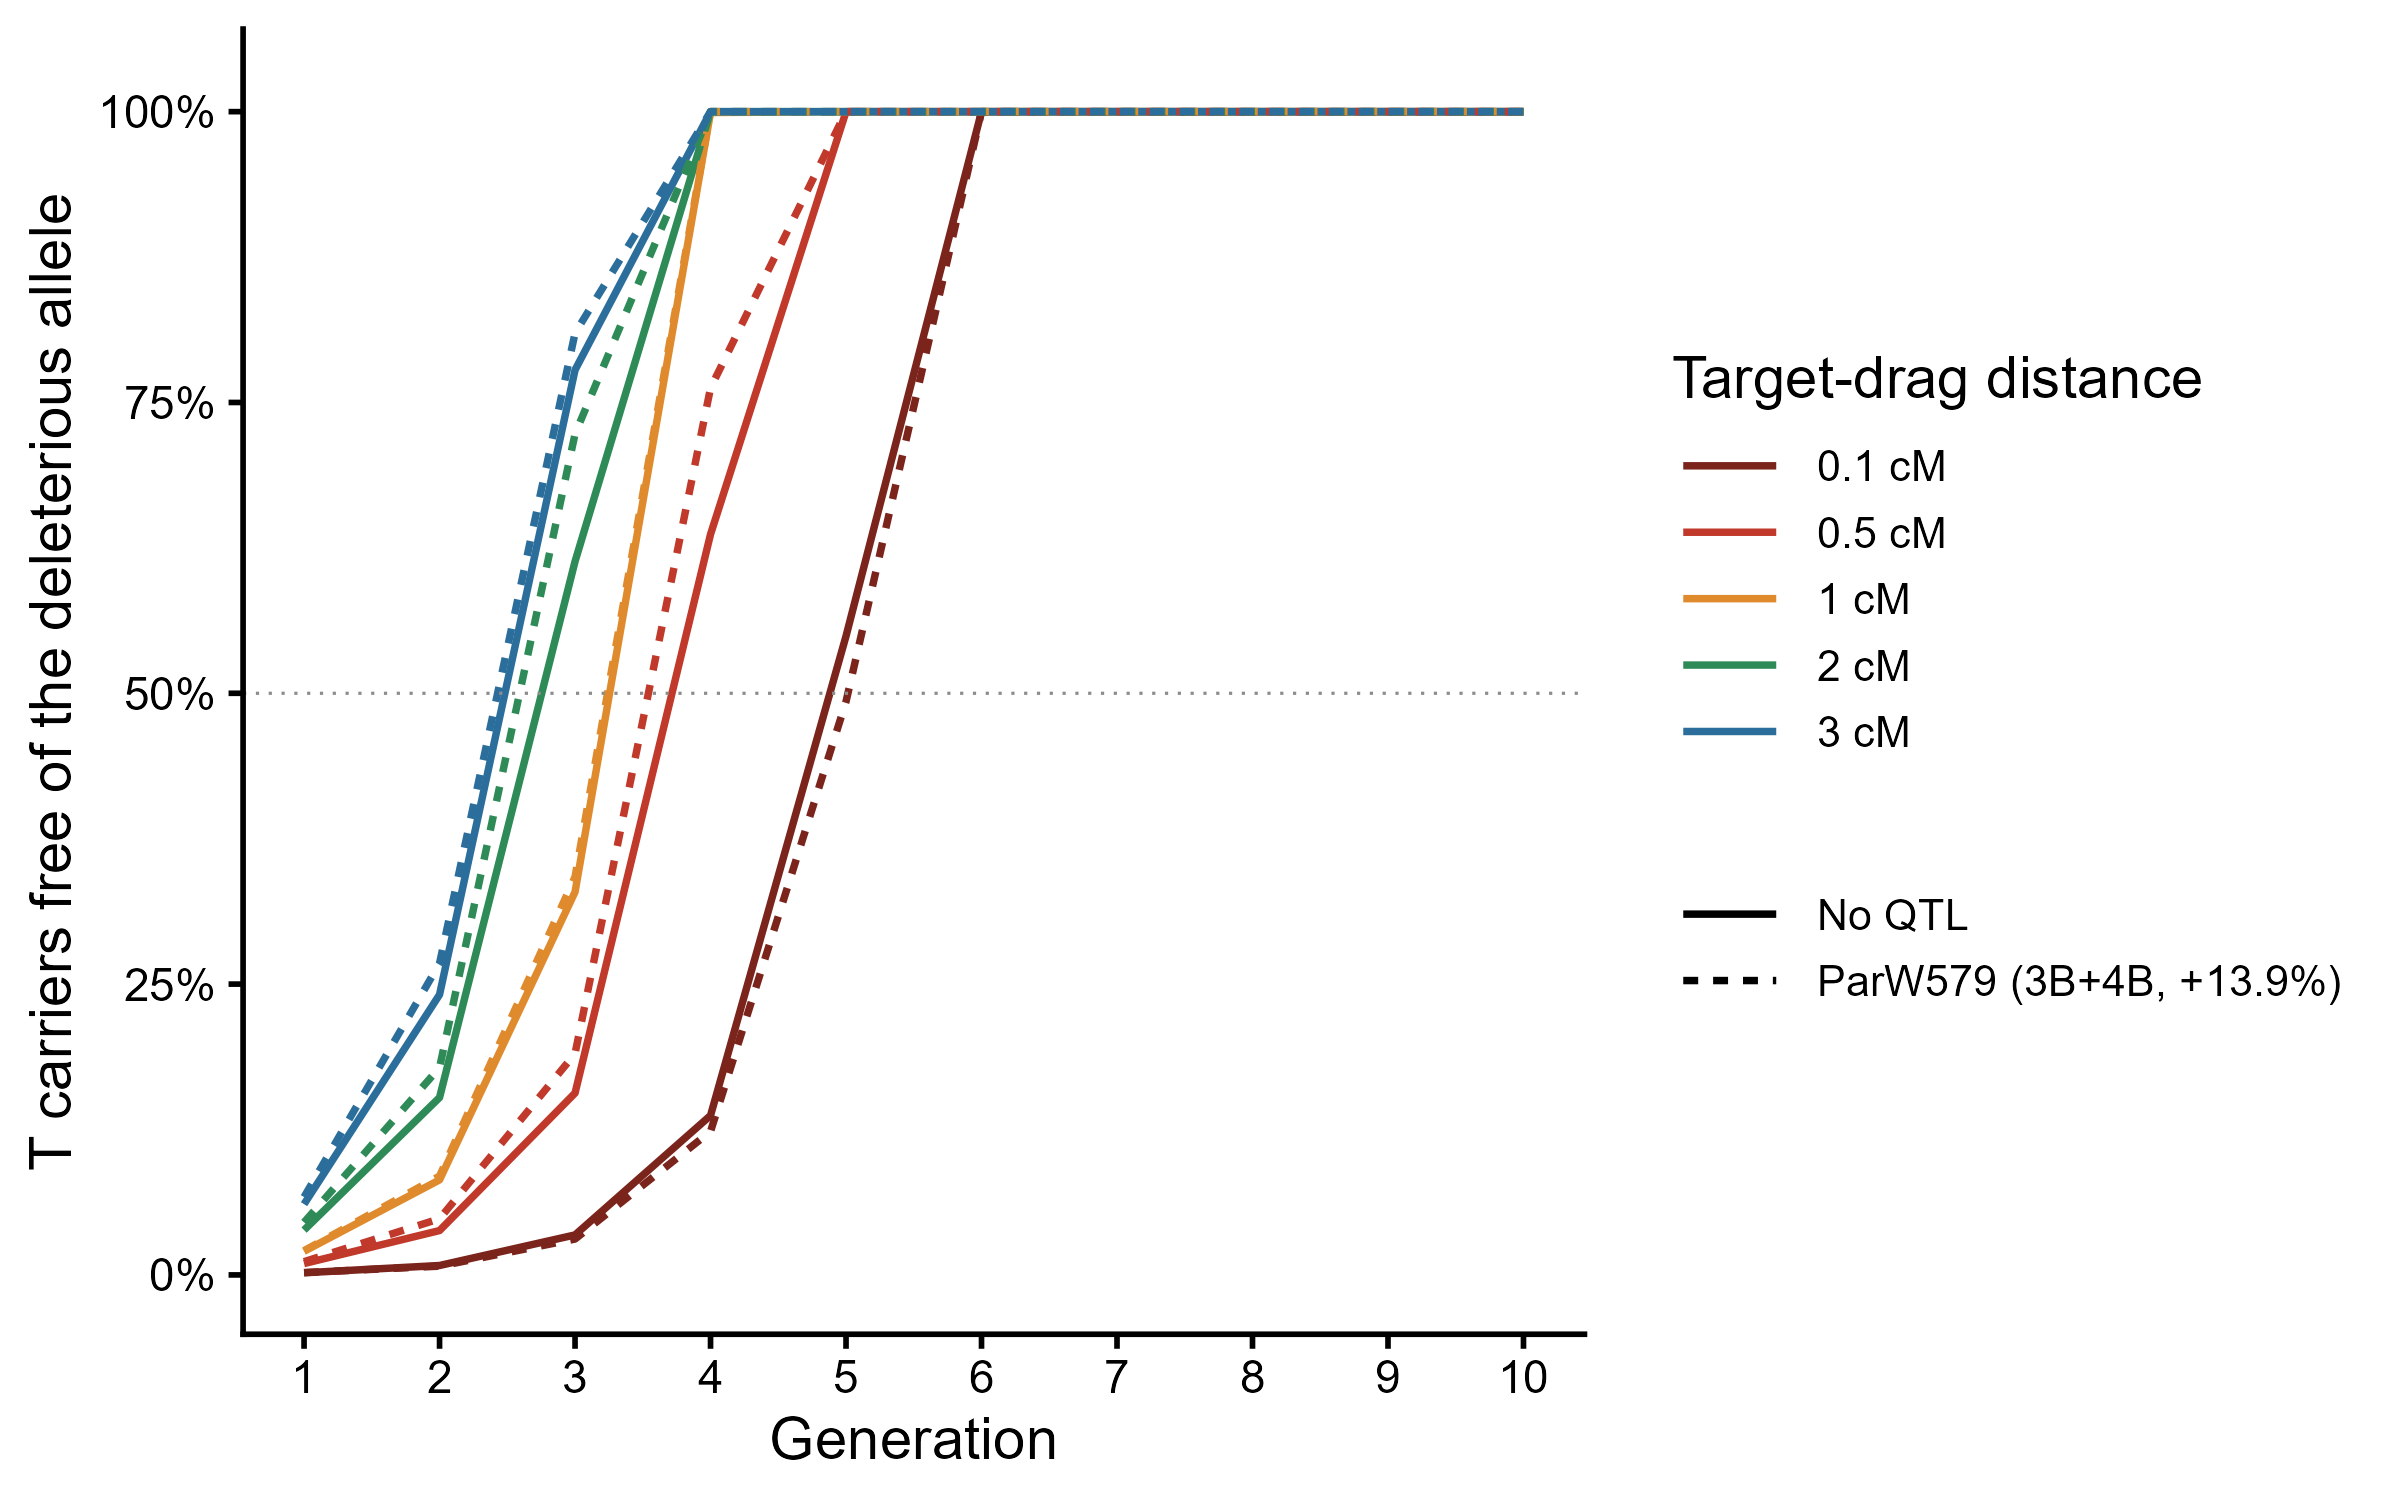 T carriers free of the deleterious allele
100%
75%
50%
25%
0%
1 2 3 4 5 6 7 8 9 10
Generation
Target-drag distance
0.1 cM
0.5 cM
1 cM
2 cM
3 cM
No QTL
ParW579 (3B+4B, +13.9%)